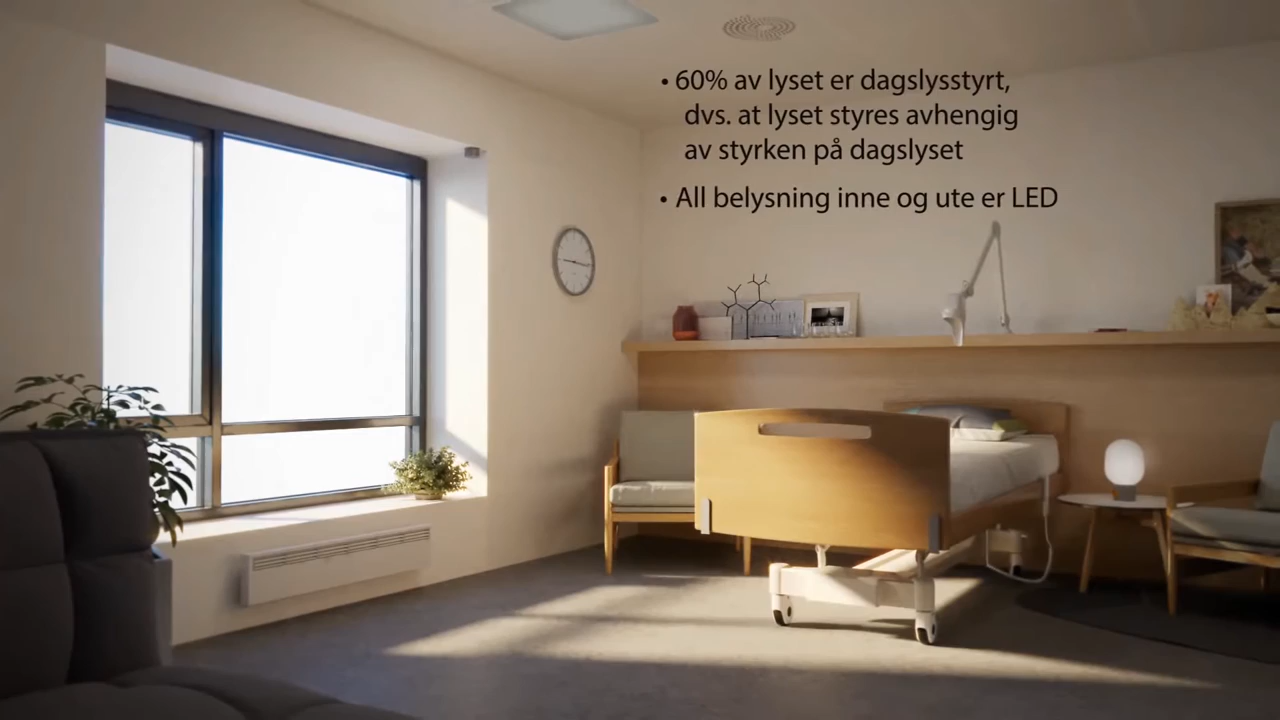 • 60% av lyset er dagslysstyrt,
dvs. at lyset styres avhengig
av styrken på dagslyset
• All belysning inne og ute er LED